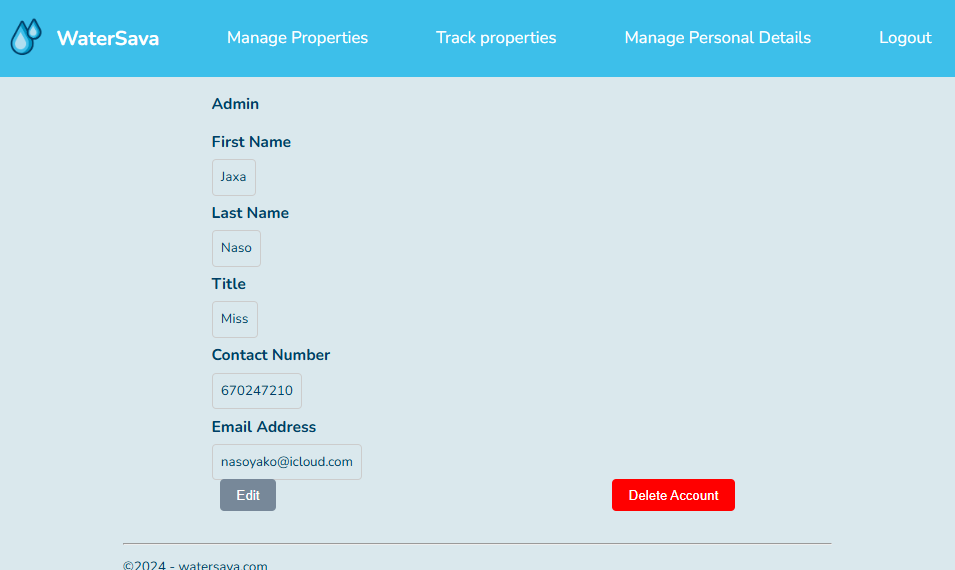 WaterSava Manage Properties Track properties Manage Personal Details Logout
Admin
First Name
Jaxa
Last Name
Naso
Title
Miss
Contact Number
670247210
Email Address
nasoyako@icloud.com
Edit Delete Account
©2024 - watersava.com